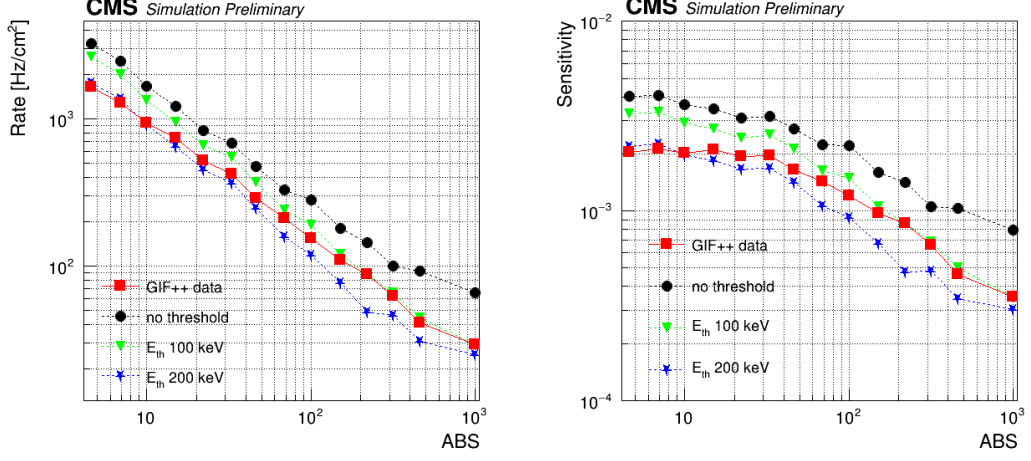 CMS Simulation Preliminary
Rate [Hz/cm²]
10³
10²
GIF++ data
no threshold
E_th 100 keV
E_th 200 keV
10 10² 10³
ABS
CMS Simulation Preliminary
Sensitivity
10⁻²
10⁻³
10⁻⁴
GIF++ data
no threshold
E_th 100 keV
E_th 200 keV
10 10² 10³
ABS